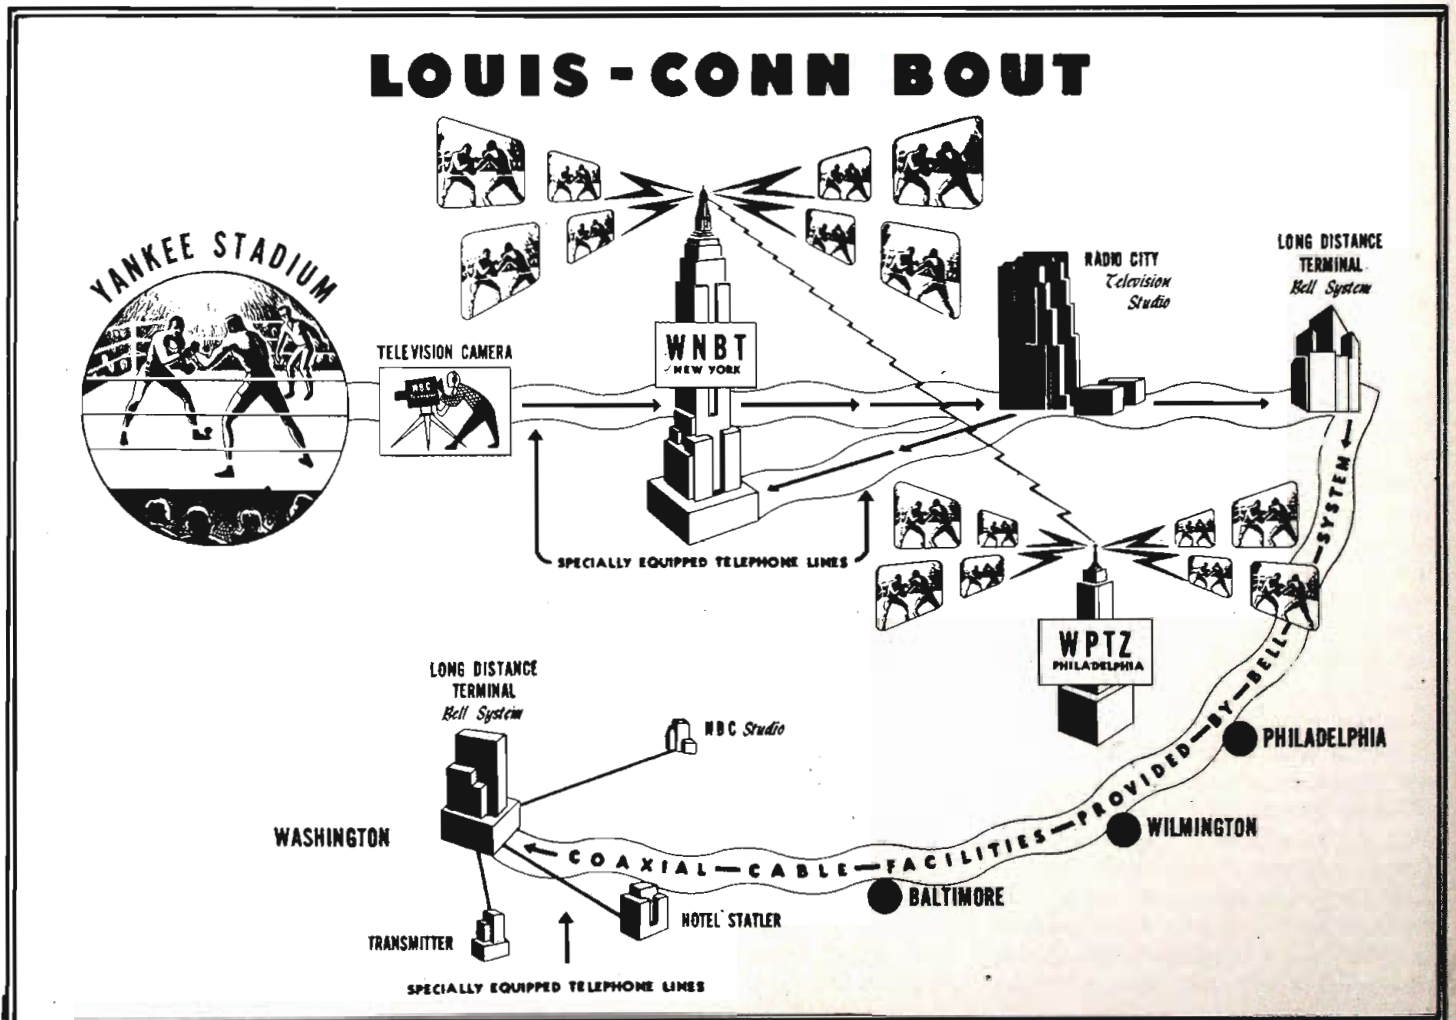 LOUIS - CONN BOUT
YANKEE STADIUM
TELEVISION CAMERA
NBC
WNBT
NEW YORK
RADIO CITY
Television
Studio
LONG DISTANCE
TERMINAL
Bell System
SPECIALLY EQUIPPED TELEPHONE LINES
WPTZ
PHILADELPHIA
COAXIAL — CABLE — FACILITIES — PROVIDED — BY — BELL — SYSTEM
PHILADELPHIA
WILMINGTON
BALTIMORE
LONG DISTANCE
TERMINAL
Bell System
NBC Studio
WASHINGTON
HOTEL STATLER
TRANSMITTER
SPECIALLY EQUIPPED TELEPHONE LINES